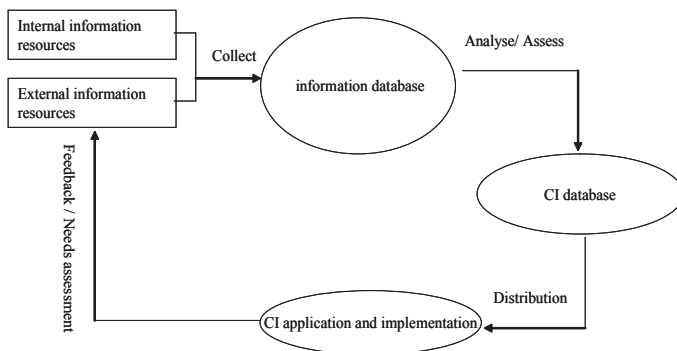 Internal information
resources
Collect
External information
resources
information database
Analyse/ Assess
CI database
Distribution
CI application and implementation
Feedback / Needs assessment